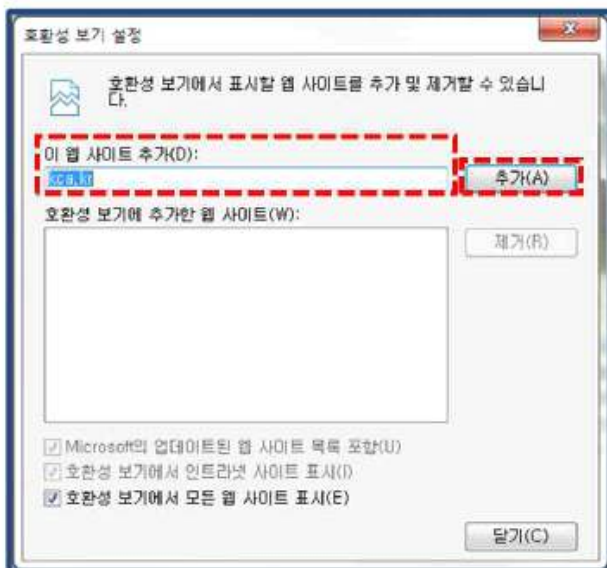 호환성 보기 설정
호환성 보기에서 표시할 웹 사이트를 추가 및 제거할 수 있습니
다.
이 웹 사이트 추가(D):
kca.kr
추가(A)
호환성 보기에 추가한 웹 사이트(W):
제거(R)
Microsoft의 업데이트된 웹 사이트 목록 포함(U)
호환성 보기에서 인트라넷 사이트 표시(I)
호환성 보기에서 모든 웹 사이트 표시(E)
닫기(C)